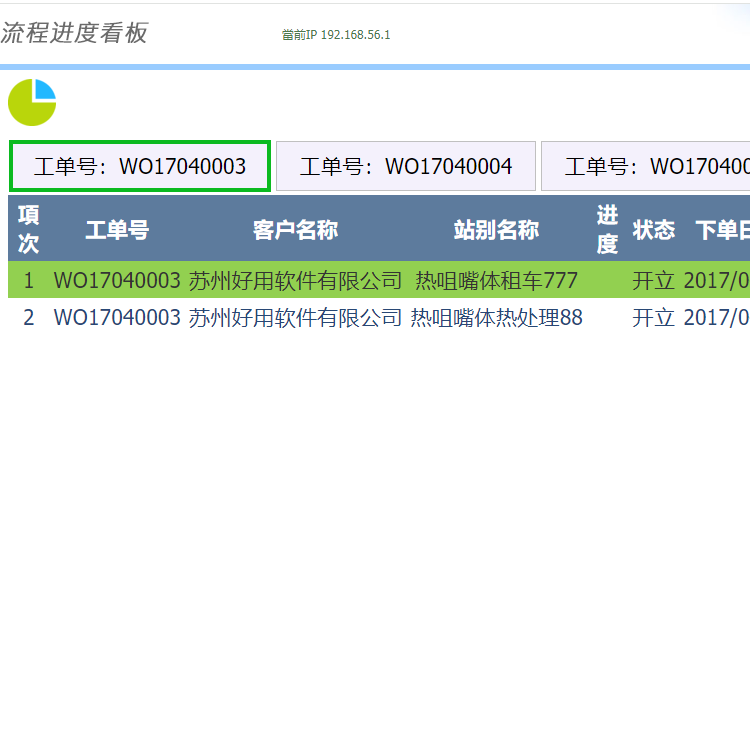 流程进度看板
當前IP 192.168.56.1
工单号：WO17040003 工单号：WO17040004 工单号：WO170400
項次 工单号 客户名称 站别名称 进度 状态 下单日
1 WO17040003 苏州好用软件有限公司 热咀嘴体租车777 开立 2017/0
2 WO17040003 苏州好用软件有限公司 热咀嘴体热处理88 开立 2017/0